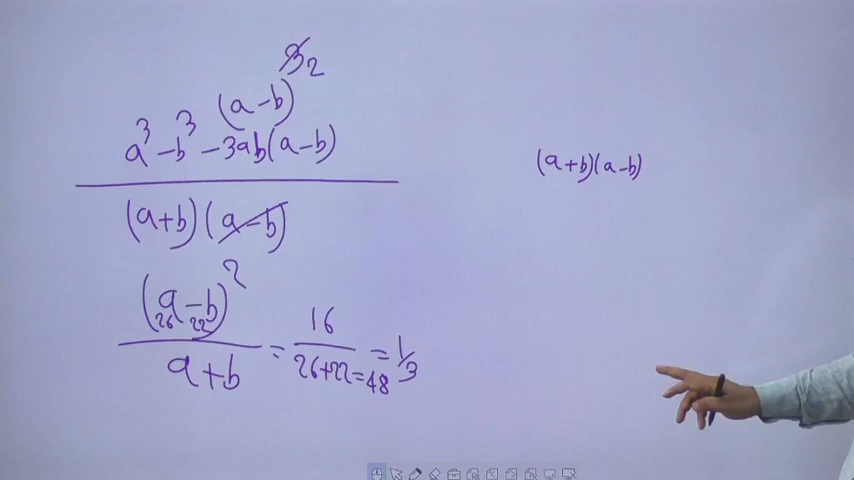 (a-b)³ 2
a³-b³-3ab(a-b)
(a+b)(a-b)
(a-b)²
26 22
a+b
= 16
26+22=48
= 1/3
(a+b)(a-b)